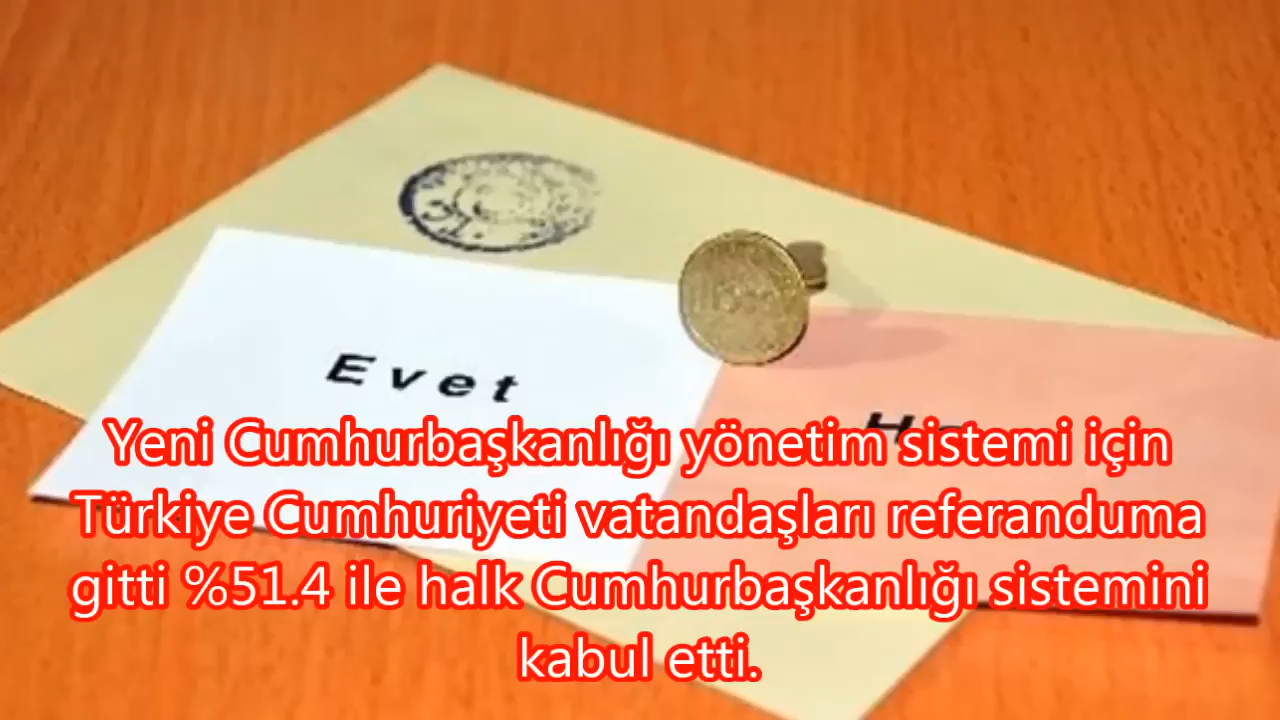 Evet
Yeni Cumhurbaşkanlığı yönetim sistemi için
Türkiye Cumhuriyeti vatandaşları referanduma
gitti %51.4 ile halk Cumhurbaşkanlığı sistemini
kabul etti.